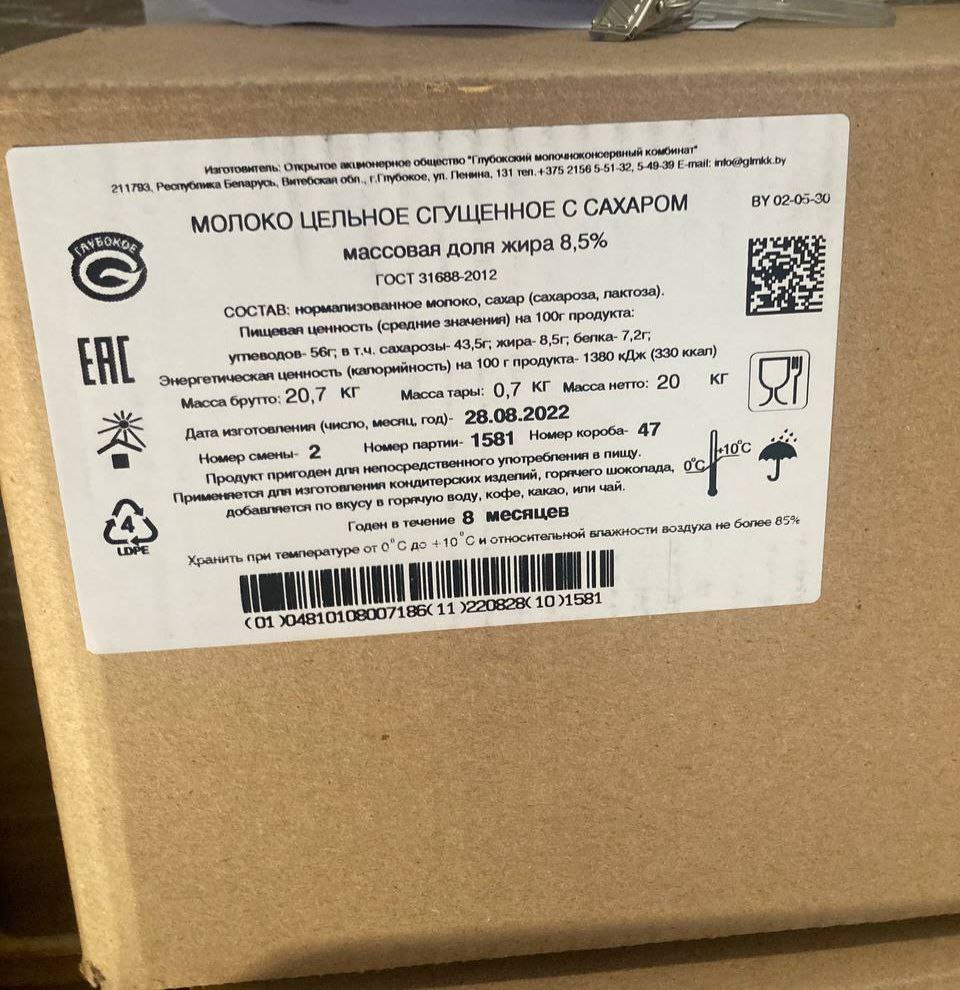 Изготовитель: Открытое акционерное общество "Глубокский молочноконсервный комбинат"
211793, Республика Беларусь, Витебская обл., г.Глубокое, ул. Ленина, 131 тел.+375 2156 5-51-32, 5-49-39 E-mail: info@glmkk.by
BY 02-05-30
МОЛОКО ЦЕЛЬНОЕ СГУЩЕННОЕ С САХАРОМ
массовая доля жира 8,5%
ГЛУБОКОЕ
ГОСТ 31688-2012
СОСТАВ: нормализованное молоко, сахар (сахароза, лактоза).
Пищевая ценность (средние значения) на 100г продукта:
углеводов- 56г; в т.ч. сахарозы- 43,5г; жира- 8,5г; белка- 7,2г;
EAC
Энергетическая ценность (калорийность) на 100 г продукта- 1380 кДж (330 ккал)
Масса брутто: 20,7 КГ Масса тары: 0,7 КГ Масса нетто: 20 КГ
Дата изготовления (число, месяц, год)- 28.08.2022
Номер смены- 2 Номер партии- 1581 Номер короба- 47
Продукт пригоден для непосредственного употребления в пищу.
Применяется для изготовления кондитерских изделий, горячего шоколада,
0°C +10°C
добавляется по вкусу в горячую воду, кофе, какао, или чай.
Годен в течение 8 месяцев
4
LDPE
Хранить при температуре от 0°C до +10°C и относительной влажности воздуха не более 85%
(01)04810108007186(11)220828(10)1581